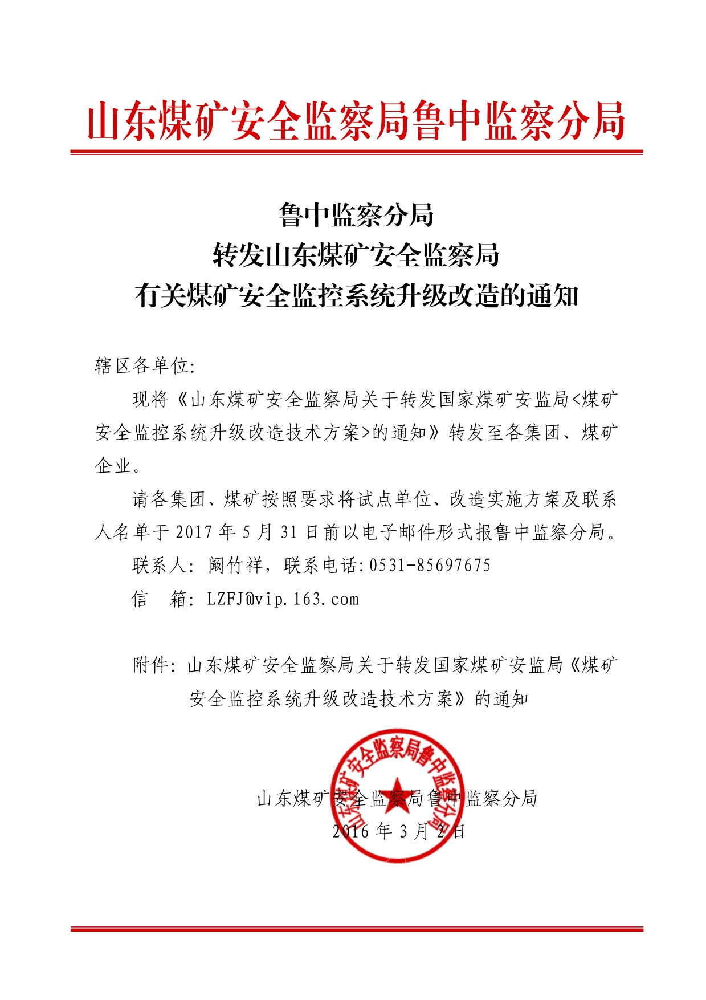 山东煤矿安全监察局鲁中监察分局
鲁中监察分局
转发山东煤矿安全监察局
有关煤矿安全监控系统升级改造的通知
辖区各单位:
现将《山东煤矿安全监察局关于转发国家煤矿安监局<煤矿
安全监控系统升级改造技术方案>的通知》转发至各集团、煤矿
企业。
请各集团、煤矿按照要求将试点单位、改造实施方案及联系
人名单于 2017 年 5 月 31 日前以电子邮件形式报鲁中监察分局。
联系人: 阚竹祥, 联系电话:0531-85697675
信 箱: LZFJ@vip.163.com
附件: 山东煤矿安全监察局关于转发国家煤矿安监局《煤矿
安全监控系统升级改造技术方案》的通知
山东煤矿安全监察局鲁中监察分局
山东煤矿安全监察局鲁中监察分局
2016 年 3 月 2 日